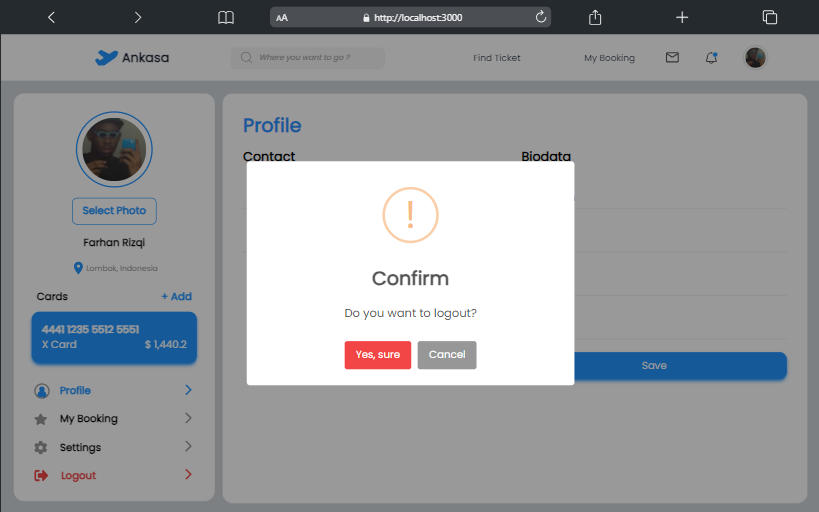 AA http://localhost:3000
Ankasa Where you want to go ? Find Ticket My Booking
Select Photo
Farhan Rizqi
Lombok, Indonesia
Cards + Add
4441 1235 5512 5551
X Card $ 1,440.2
Profile
My Booking
Settings
Logout
Profile
Contact Biodata
!
Confirm
Do you want to logout?
Yes, sure Cancel
Save